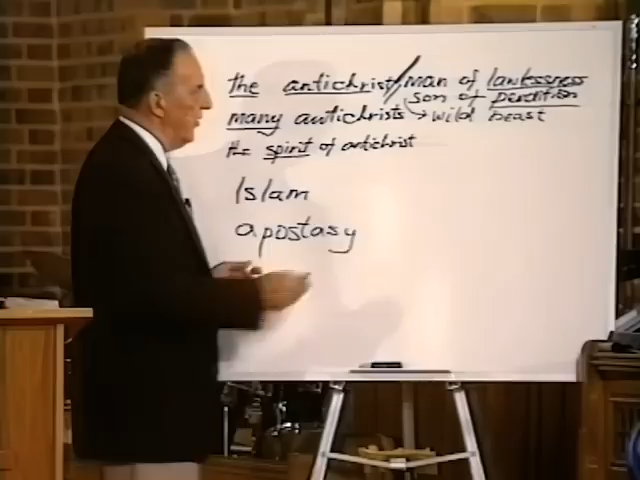 the antichrist/man of lawlessness
son of perdition
many antichrists → wild beast
the spirit of antichrist
Islam
apostasy